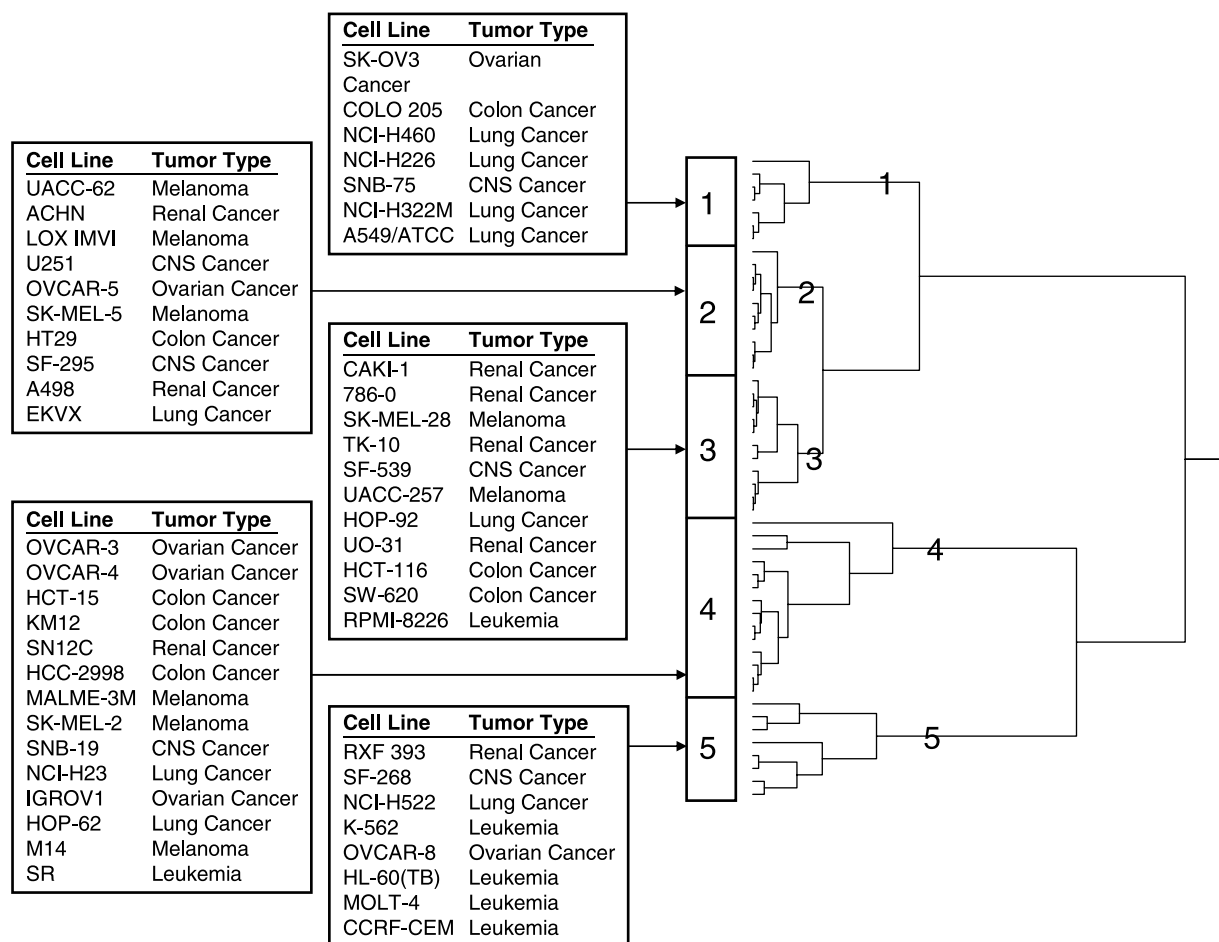 Cell Line Tumor Type
SK-OV3 Ovarian
Cancer
COLO 205 Colon Cancer
NCI-H460 Lung Cancer
NCI-H226 Lung Cancer
SNB-75 CNS Cancer
NCI-H322M Lung Cancer
A549/ATCC Lung Cancer
Cell Line Tumor Type
UACC-62 Melanoma
ACHN Renal Cancer
LOX IMVI Melanoma
U251 CNS Cancer
OVCAR-5 Ovarian Cancer
SK-MEL-5 Melanoma
HT29 Colon Cancer
SF-295 CNS Cancer
A498 Renal Cancer
EKVX Lung Cancer
Cell Line Tumor Type
CAKI-1 Renal Cancer
786-0 Renal Cancer
SK-MEL-28 Melanoma
TK-10 Renal Cancer
SF-539 CNS Cancer
UACC-257 Melanoma
HOP-92 Lung Cancer
UO-31 Renal Cancer
HCT-116 Colon Cancer
SW-620 Colon Cancer
RPMI-8226 Leukemia
Cell Line Tumor Type
OVCAR-3 Ovarian Cancer
OVCAR-4 Ovarian Cancer
HCT-15 Colon Cancer
KM12 Colon Cancer
SN12C Renal Cancer
HCC-2998 Colon Cancer
MALME-3M Melanoma
SK-MEL-2 Melanoma
SNB-19 CNS Cancer
NCI-H23 Lung Cancer
IGROV1 Ovarian Cancer
HOP-62 Lung Cancer
M14 Melanoma
SR Leukemia
Cell Line Tumor Type
RXF 393 Renal Cancer
SF-268 CNS Cancer
NCI-H522 Lung Cancer
K-562 Leukemia
OVCAR-8 Ovarian Cancer
HL-60(TB) Leukemia
MOLT-4 Leukemia
CCRF-CEM Leukemia
1
2
3
4
5
1
2
3
4
5